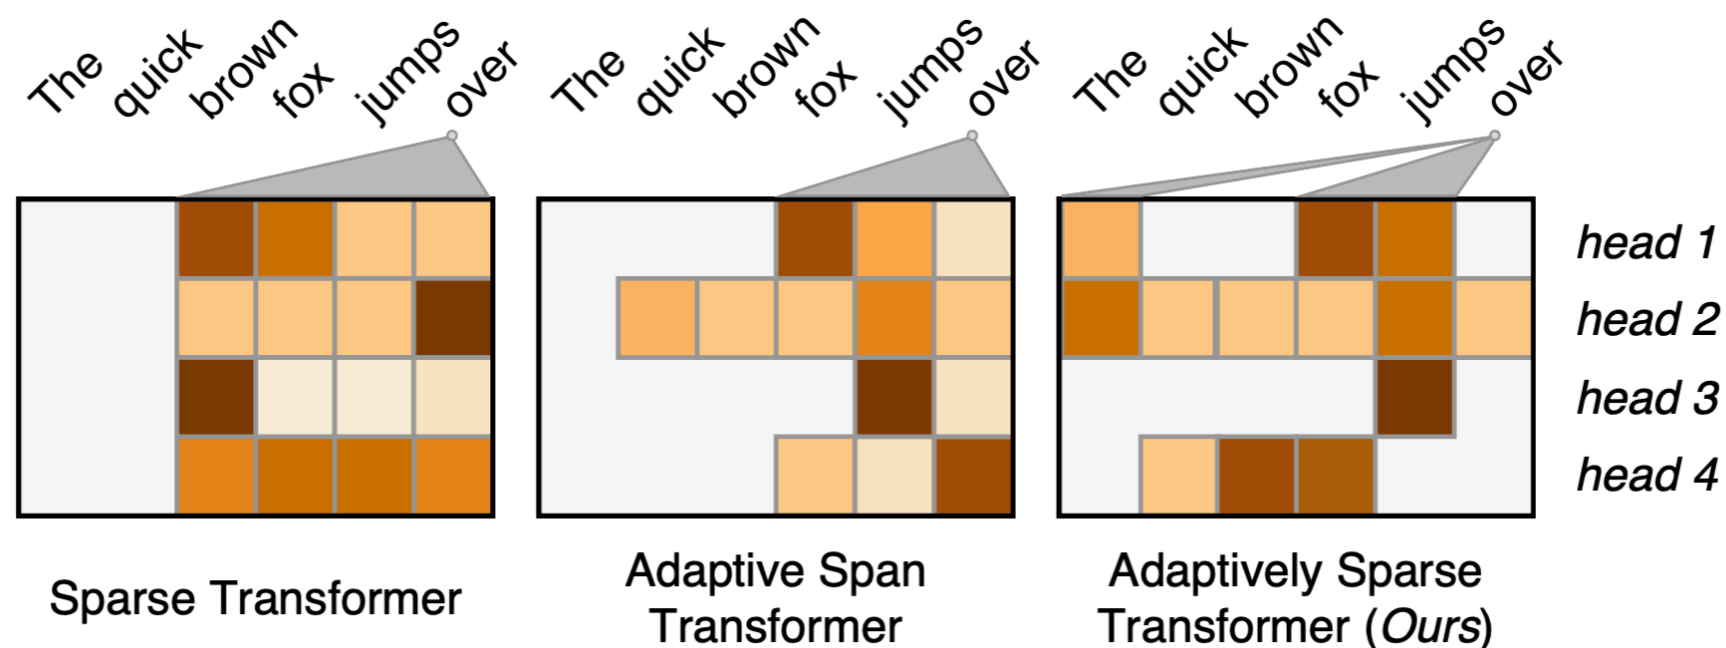 The quick brown fox jumps over
The quick brown fox jumps over
The quick brown fox jumps over
head 1
head 2
head 3
head 4
Sparse Transformer
Adaptive Span
Transformer
Adaptively Sparse
Transformer (Ours)